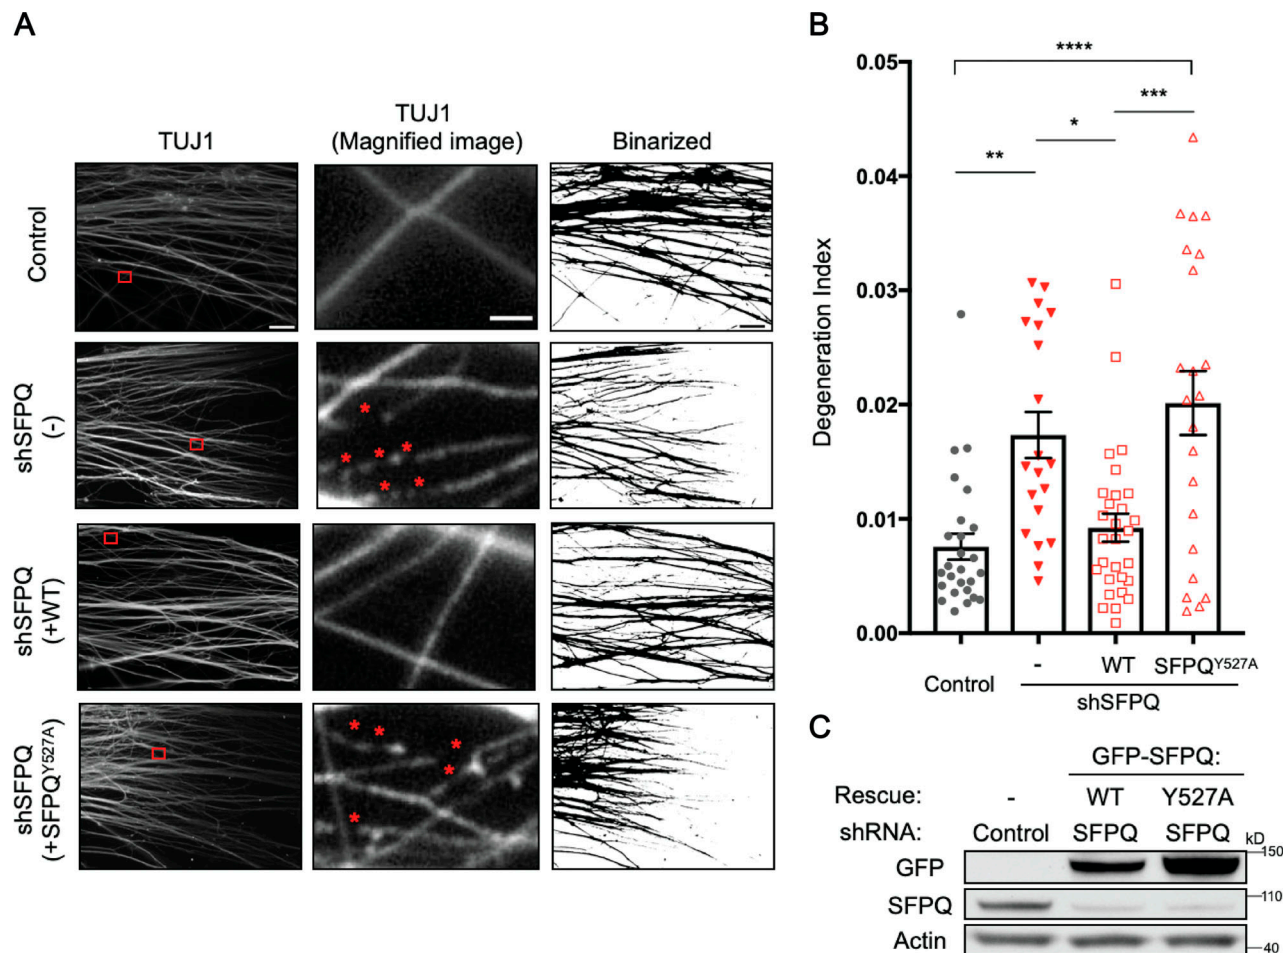 A
TUJ1
TUJ1
(Magnified image)
Binarized
Control
shSFPQ
(-)
* * * * * *
shSFPQ
(+WT)
shSFPQ
(+SFPQY527A)
* * * * *
B
Degeneration Index
0.05
0.04
0.03
0.02
0.01
0.00
****
***
*
**
Control
-
WT
SFPQY527A
shSFPQ
C
GFP-SFPQ:
Rescue: - WT Y527A
shRNA: Control SFPQ SFPQ kD
GFP 150
SFPQ 110
Actin 40